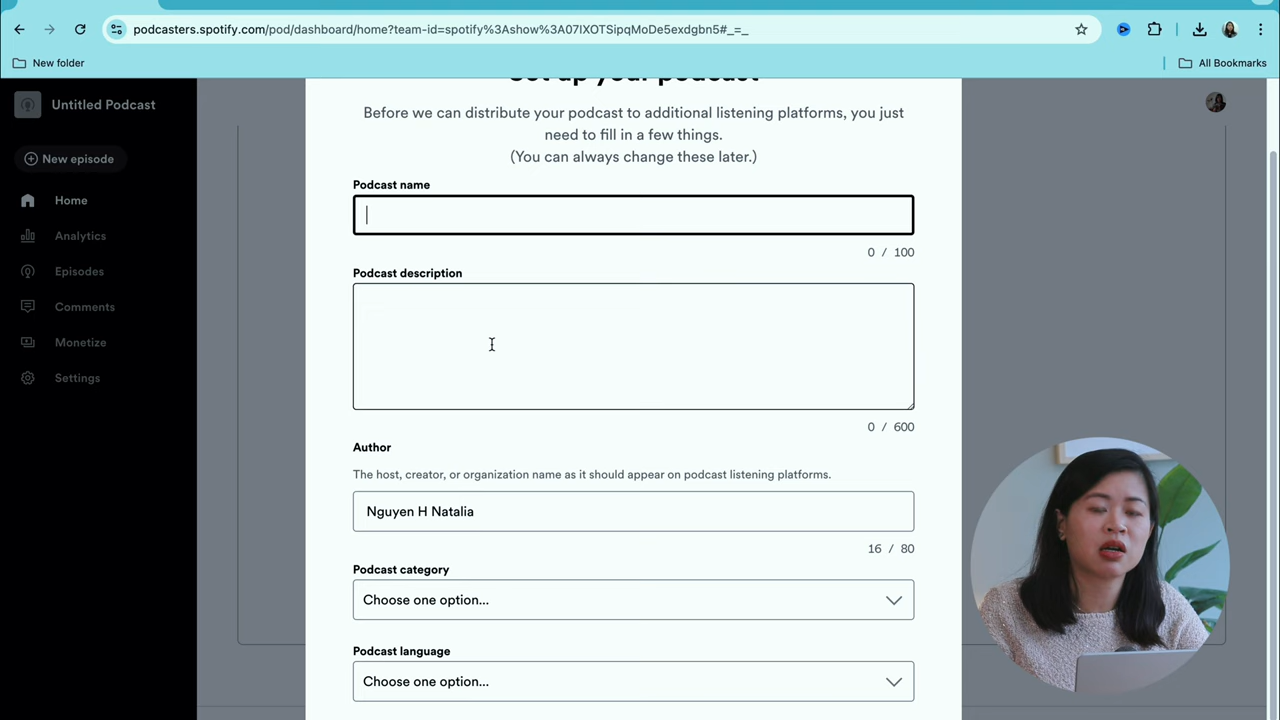 podcasters.spotify.com/pod/dashboard/home?team-id=spotify%3Ashow%3A07IXOTSipqMoDe5exdgbn5#_=_
New folder
All Bookmarks
Untitled Podcast
New episode
Home
Analytics
Episodes
Comments
Monetize
Settings
Set up your podcast
Before we can distribute your podcast to additional listening platforms, you just
need to fill in a few things.
(You can always change these later.)
Podcast name
0 / 100
Podcast description
0 / 600
Author
The host, creator, or organization name as it should appear on podcast listening platforms.
Nguyen H Natalia
16 / 80
Podcast category
Choose one option...
Podcast language
Choose one option...